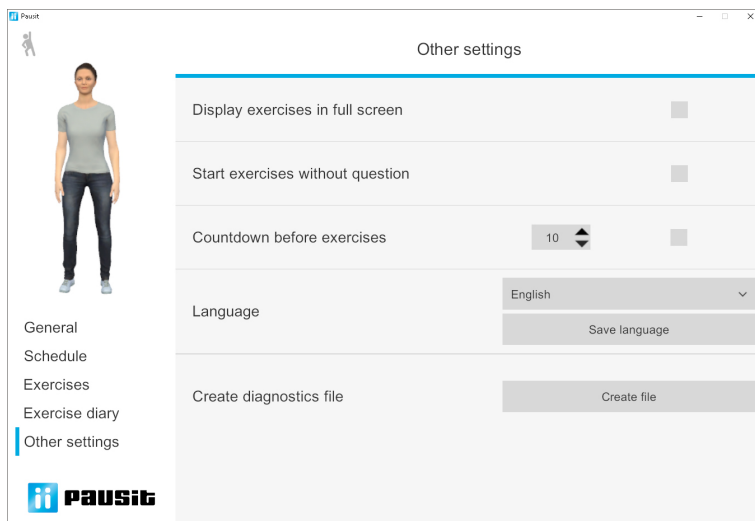 Pausit
Other settings
Display exercises in full screen
Start exercises without question
Countdown before exercises
10
Language
English
Save language
Create diagnostics file
Create file
General
Schedule
Exercises
Exercise diary
Other settings
pausit